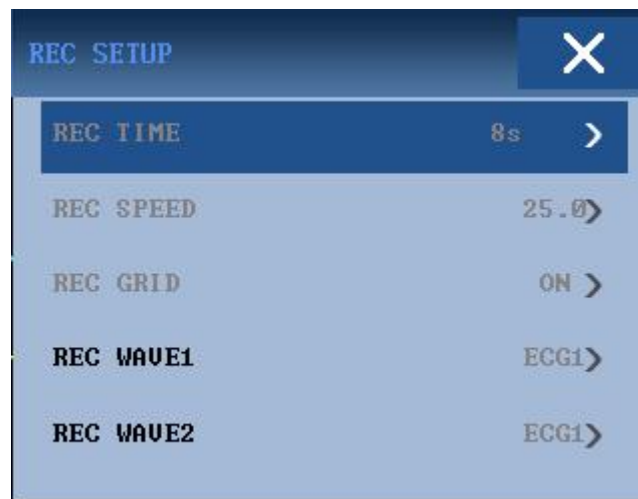 REC SETUP
REC TIME 8s
REC SPEED 25.0
REC GRID ON
REC WAVE1 ECG1
REC WAVE2 ECG1